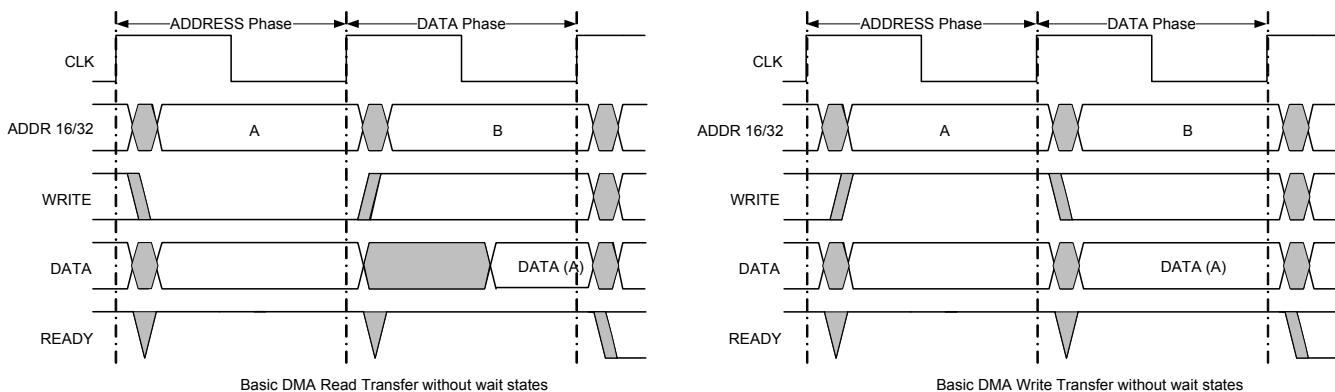 ADDRESS Phase
DATA Phase
CLK
ADDR 16/32
A
B
WRITE
DATA
DATA (A)
READY
Basic DMA Read Transfer without wait states
ADDRESS Phase
DATA Phase
CLK
ADDR 16/32
A
B
WRITE
DATA
DATA (A)
READY
Basic DMA Write Transfer without wait states